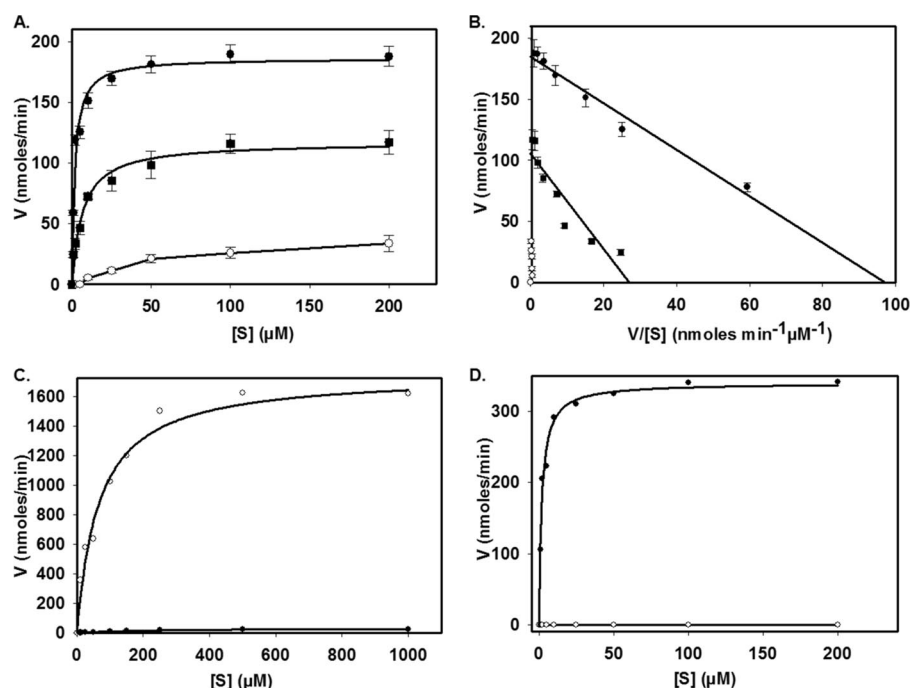 A.
B.
V (nmoles/min)
200
150
100
50
0
0 50 100 150 200
[S] (µM)
V (nmoles/min)
200
150
100
50
0
0 20 40 60 80 100
V/[S] (nmoles min⁻¹µM⁻¹)
C.
D.
V (nmoles/min)
1600
1400
1200
1000
800
600
400
200
0
0 200 400 600 800 1000
[S] (µM)
V (nmoles/min)
300
200
100
0
0 50 100 150 200
[S] (µM)